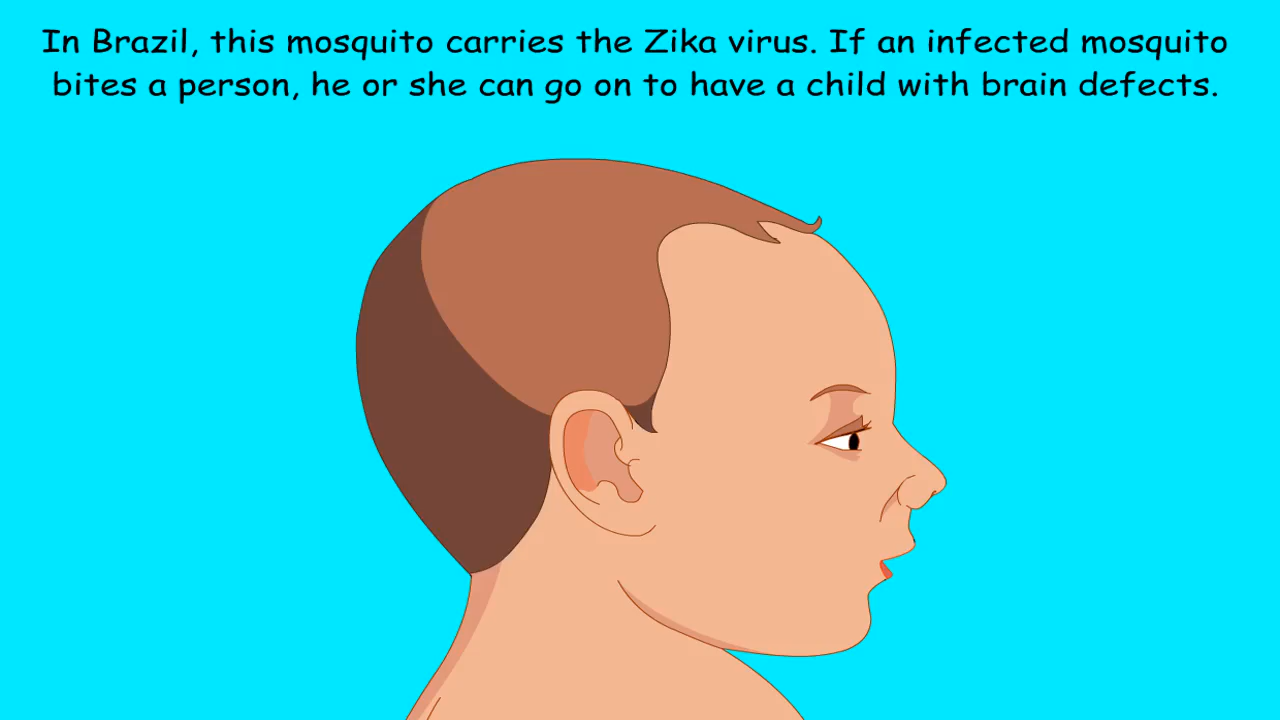 In Brazil, this mosquito carries the Zika virus. If an infected mosquito
bites a person, he or she can go on to have a child with brain defects.